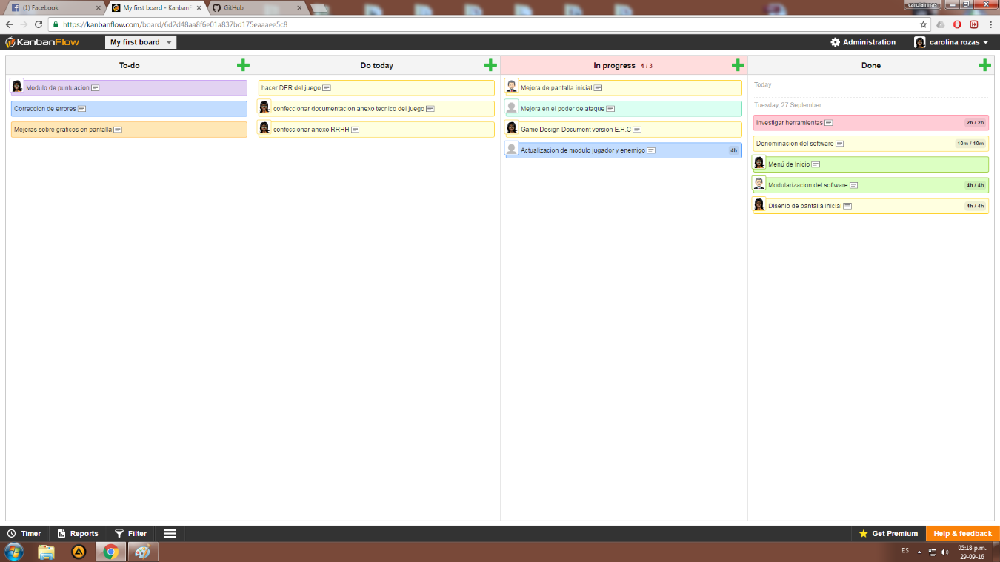 (1) Facebook
My first board - KanbanF
GitHub
carolainrias
https://kanbanflow.com/board/6d2d48aa8f6e01a837bd175eaaaee5c8
KanbanFlow
My first board
Administration
carolina rozas
To-do
Do today
In progress 4 / 3
Done
Modulo de puntuacion
Correccion de errores
Mejoras sobre graficos en pantalla
hacer DER del juego
confeccionar documentacion anexo tecnico del juego
confeccionar anexo RRHH
Mejora de pantalla inicial
Mejora en el poder de ataque
Game Design Document version E.H.C
Actualizacion de modulo jugador y enemigo 4h
Today
Tuesday, 27 September
Investigar herramientas 2h / 2h
Denominacion del software 10m / 10m
Menú de Inicio
Modularizacion del software 4h / 4h
Disenio de pantalla inicial 4h / 4h
Timer
Reports
Filter
Get Premium
Help & feedback
ES
05:18 p.m.
29-09-16